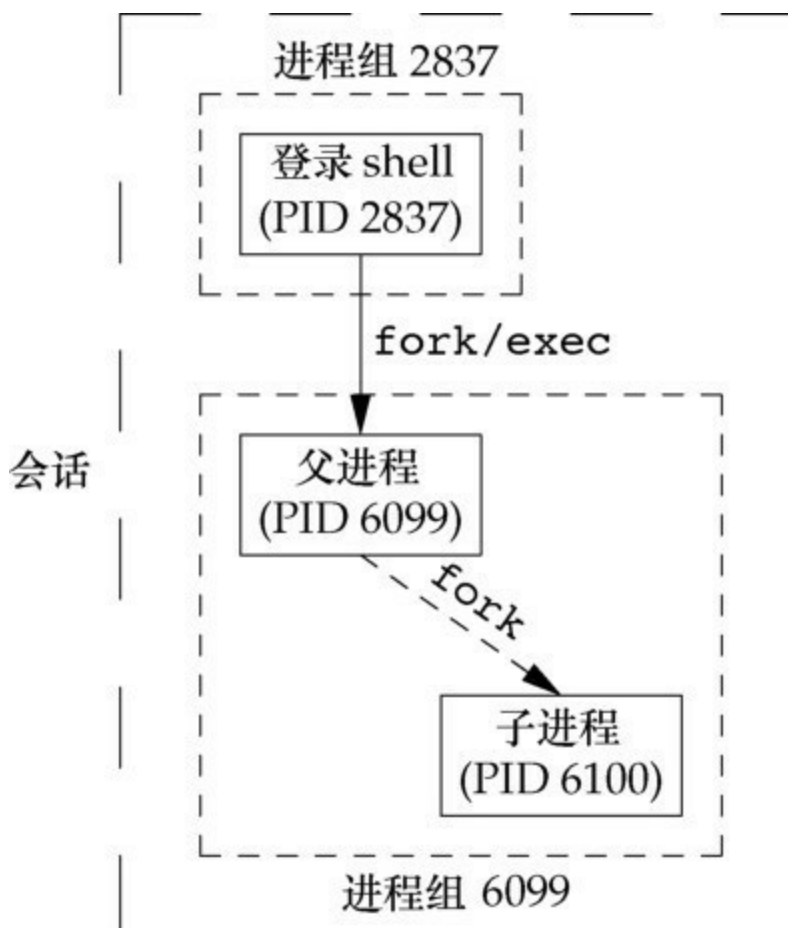 进程组 2837
登录 shell
(PID 2837)
fork/exec
会话
父进程
(PID 6099)
fork
子进程
(PID 6100)
进程组 6099